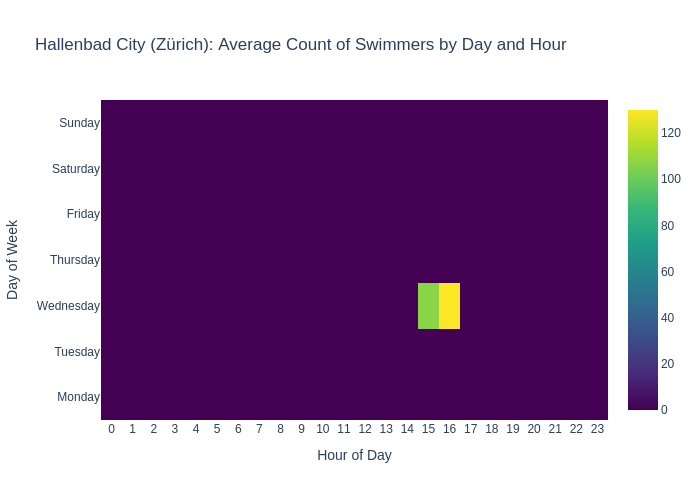 Hallenbad City (Zürich): Average Count of Swimmers by Day and Hour
Day of Week
Sunday
Saturday
Friday
Thursday
Wednesday
Tuesday
Monday
0 1 2 3 4 5 6 7 8 9 10 11 12 13 14 15 16 17 18 19 20 21 22 23
Hour of Day
120
100
80
60
40
20
0